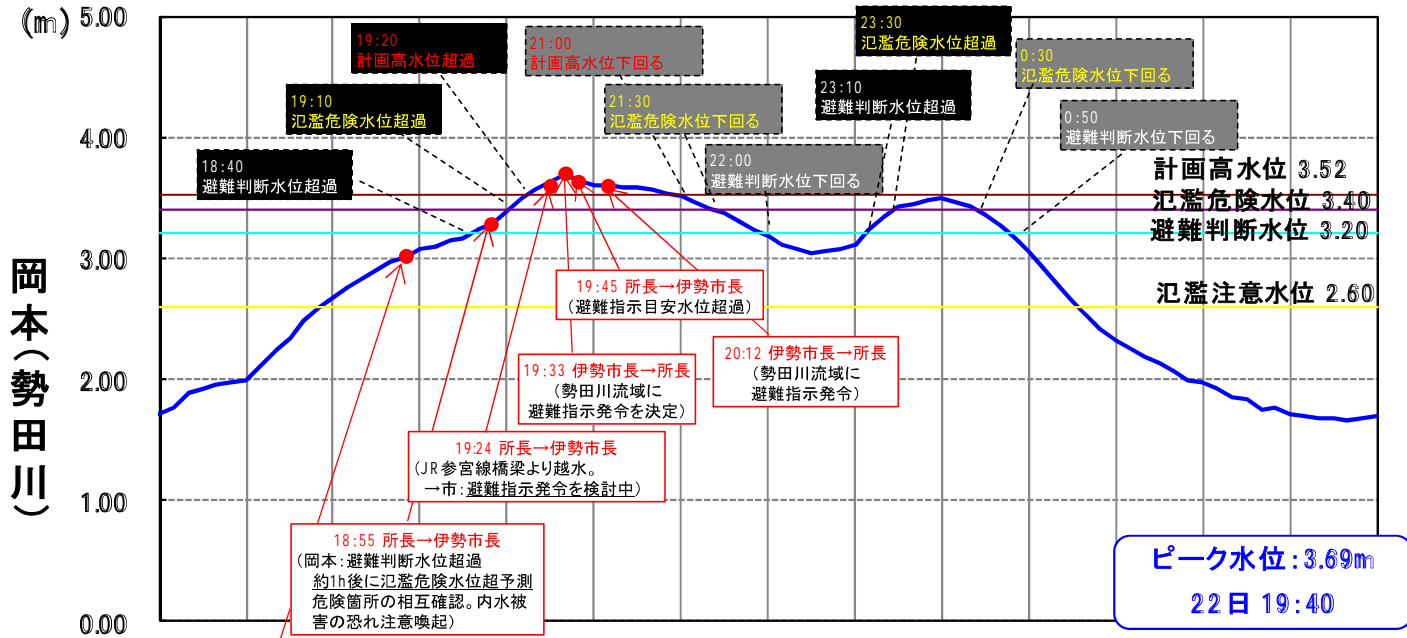 (m)
5.00
4.00
3.00
2.00
1.00
0.00
岡本(勢田川)
19:20
計画高水位超過
19:10
氾濫危険水位超過
18:40
避難判断水位超過
21:00
計画高水位下回る
21:30
氾濫危険水位下回る
22:00
避難判断水位下回る
23:30
氾濫危険水位超過
23:10
避難判断水位超過
0:30
氾濫危険水位下回る
0:50
避難判断水位下回る
計画高水位 3.52
氾濫危険水位 3.40
避難判断水位 3.20
氾濫注意水位 2.60
19:45 所長→伊勢市長
(避難指示目安水位超過)
20:12 伊勢市長→所長
(勢田川流域に
避難指示発令)
19:33 伊勢市長→所長
(勢田川流域に
避難指示発令を決定)
19:24 所長→伊勢市長
(JR参宮線橋梁より越水。
→市:避難指示発令を検討中)
18:55 所長→伊勢市長
(岡本:避難判断水位超過
約1h後に氾濫危険水位超予測
危険箇所の相互確認。内水被
害の恐れ注意喚起)
ピーク水位:3.69m
22日 19:40